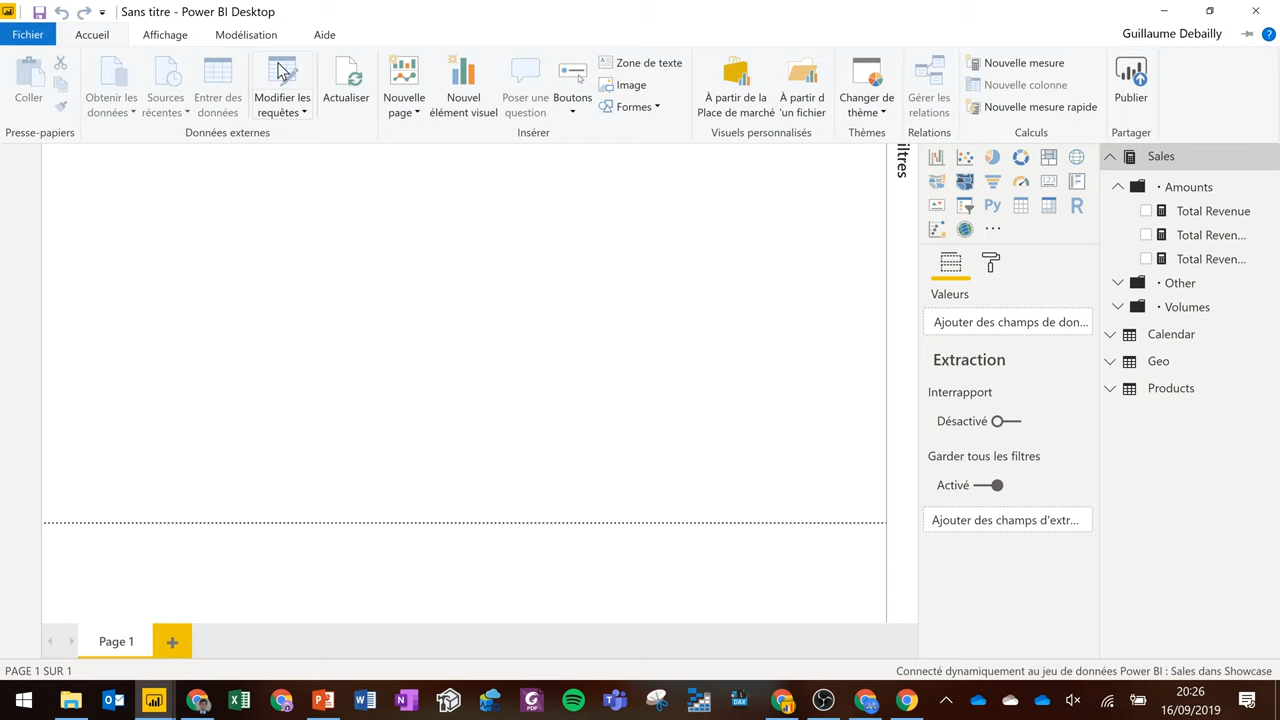 Sans titre - Power BI Desktop
Guillaume Debailly
Fichier
Accueil
Affichage
Modélisation
Aide
Coller
Presse-papiers
Obtenir les
données
Sources
récentes
Entrer des
données
Modifier les
requêtes
Données externes
Actualiser
Nouvelle
page
Nouvel
élément visuel
Poser une
question
Boutons
Zone de texte
Image
Formes
Insérer
À partir de la
Place de marché
À partir d
'un fichier
Visuels personnalisés
Changer de
thème
Thèmes
Gérer les
relations
Relations
Nouvelle mesure
Nouvelle colonne
Nouvelle mesure rapide
Calculs
Publier
Partager
Filtres
Py
R
123
Valeurs
Ajouter des champs de don...
Extraction
Interrapport
Désactivé
Garder tous les filtres
Activé
Ajouter des champs d'extr...
Sales
• Amounts
Total Revenue
Total Reven...
Total Reven...
• Other
• Volumes
Calendar
Geo
Products
Page 1
PAGE 1 SUR 1
Connecté dynamiquement au jeu de données Power BI : Sales dans Showcase
20:26
16/09/2019